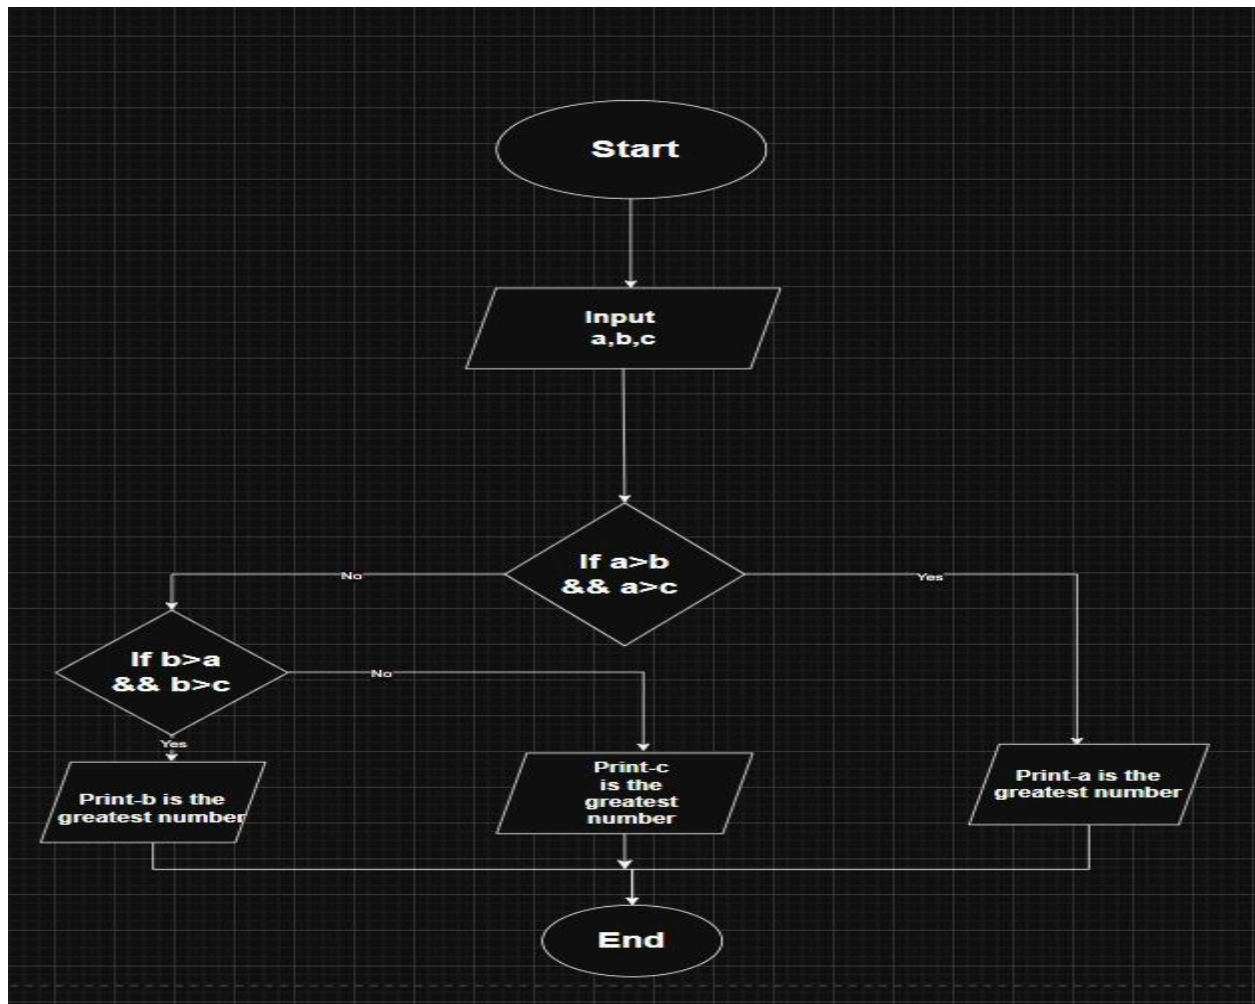 Start
Input
a,b,c
If a>b
&& a>c
No
Yes
If b>a
&& b>c
No
Yes
Print-b is the
greatest number
Print-c
is the
greatest
number
Print-a is the
greatest number
End